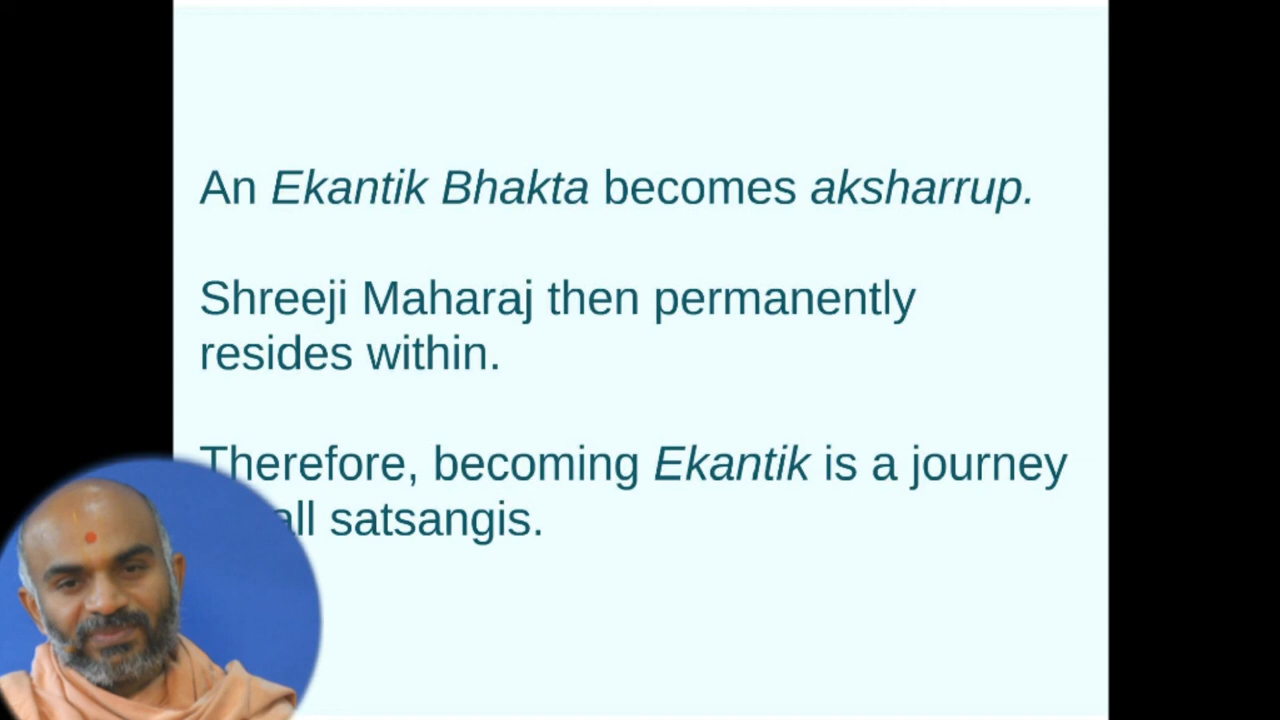 An Ekantik Bhakta becomes aksharrup.
Shreeji Maharaj then permanently
resides within.
Therefore, becoming Ekantik is a journey
all satsangis.